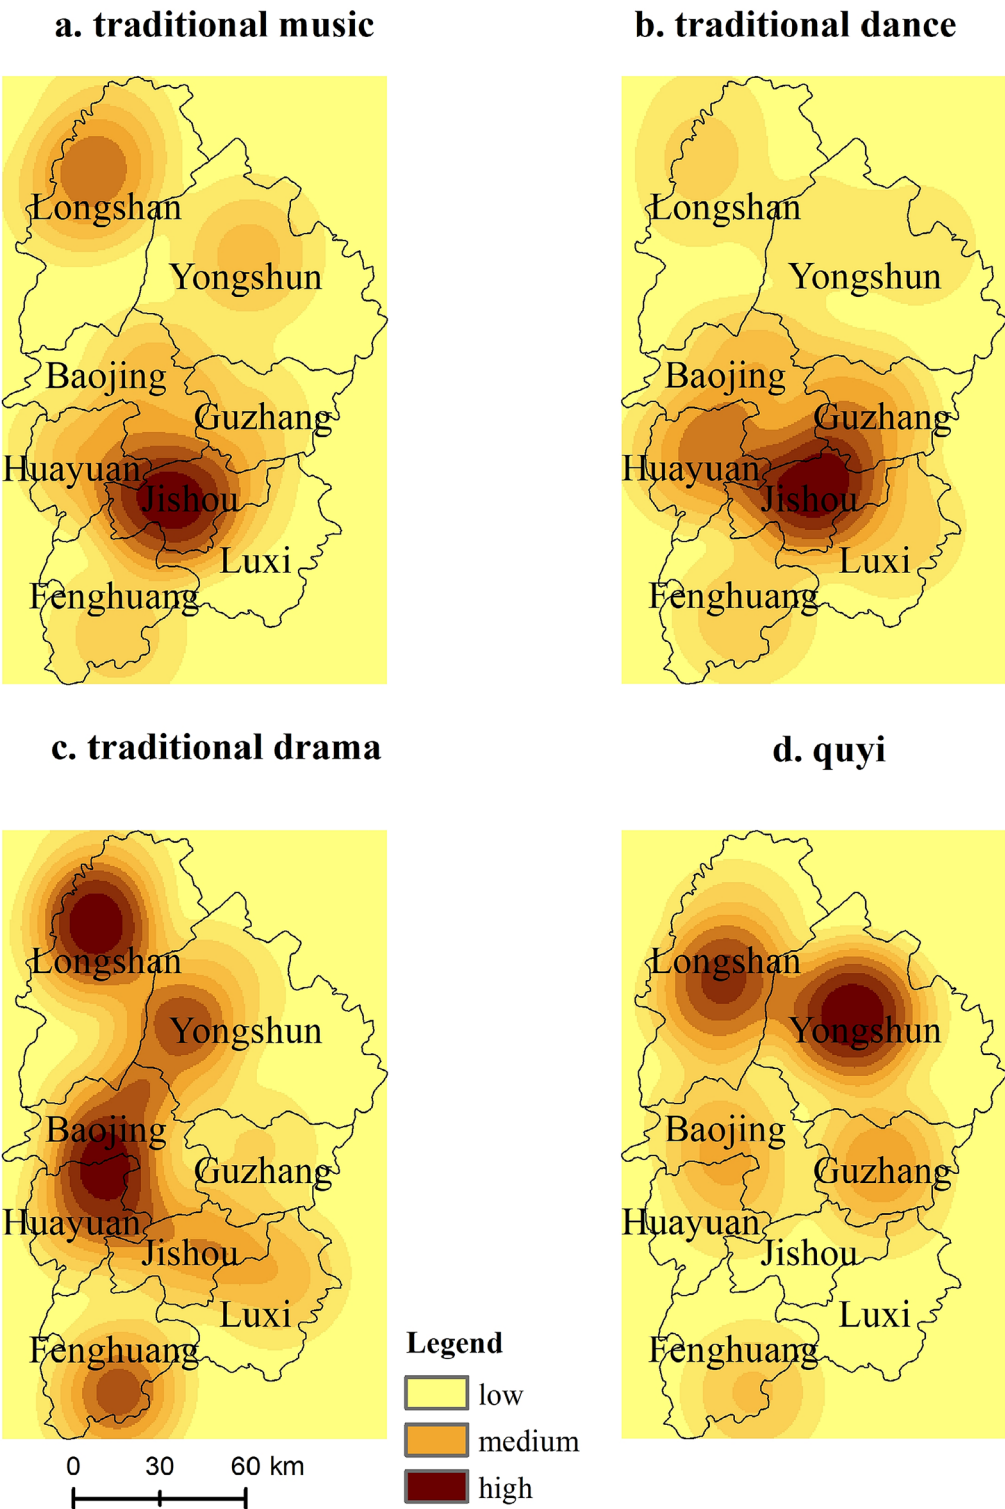 a. traditional music
b. traditional dance
Longshan
Yongshun
Baojing
Guzhang
Huayuan
Jishou
Luxi
Fenghuang
Longshan
Yongshun
Baojing
Guzhang
Huayuan
Jishou
Luxi
Fenghuang
c. traditional drama
d. quyi
Longshan
Yongshun
Baojing
Guzhang
Huayuan
Jishou
Luxi
Fenghuang
Longshan
Yongshun
Baojing
Guzhang
Huayuan
Jishou
Luxi
Fenghuang
Legend
low
medium
high
0 30 60 km